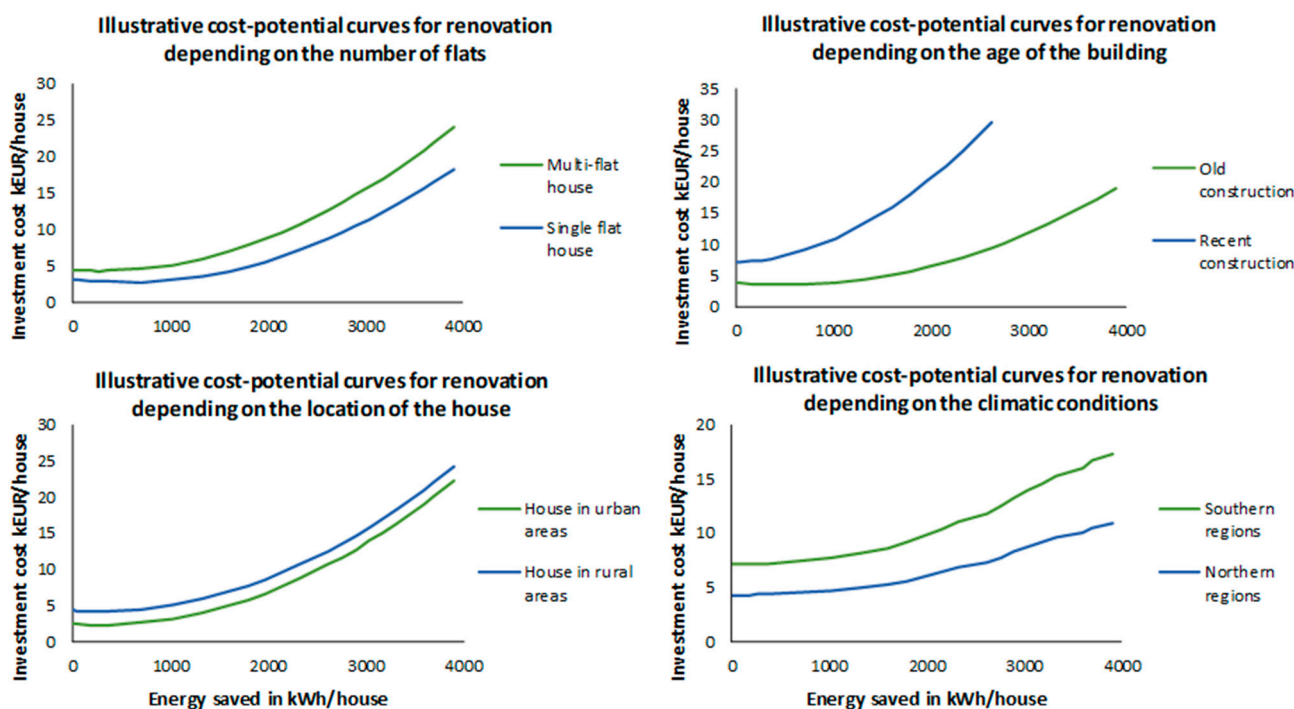 Illustrative cost-potential curves for renovation
depending on the number of flats
Investment cost kEUR/house
30
25
20
15
10
5
0
0 1000 2000 3000 4000
Multi-flat
house
Single flat
house
Illustrative cost-potential curves for renovation
depending on the age of the building
Investment cost kEUR/house
35
30
25
20
15
10
5
0
0 1000 2000 3000 4000
Old
construction
Recent
construction
Illustrative cost-potential curves for renovation
depending on the location of the house
Investment cost kEUR/house
30
25
20
15
10
5
0
0 1000 2000 3000 4000
Energy saved in kWh/house
House in urban
areas
House in rural
areas
Illustrative cost-potential curves for renovation
depending on the climatic conditions
Investment cost kEUR/house
20
15
10
5
0
0 1000 2000 3000 4000
Energy saved in kWh/house
Southern
regions
Northern
regions